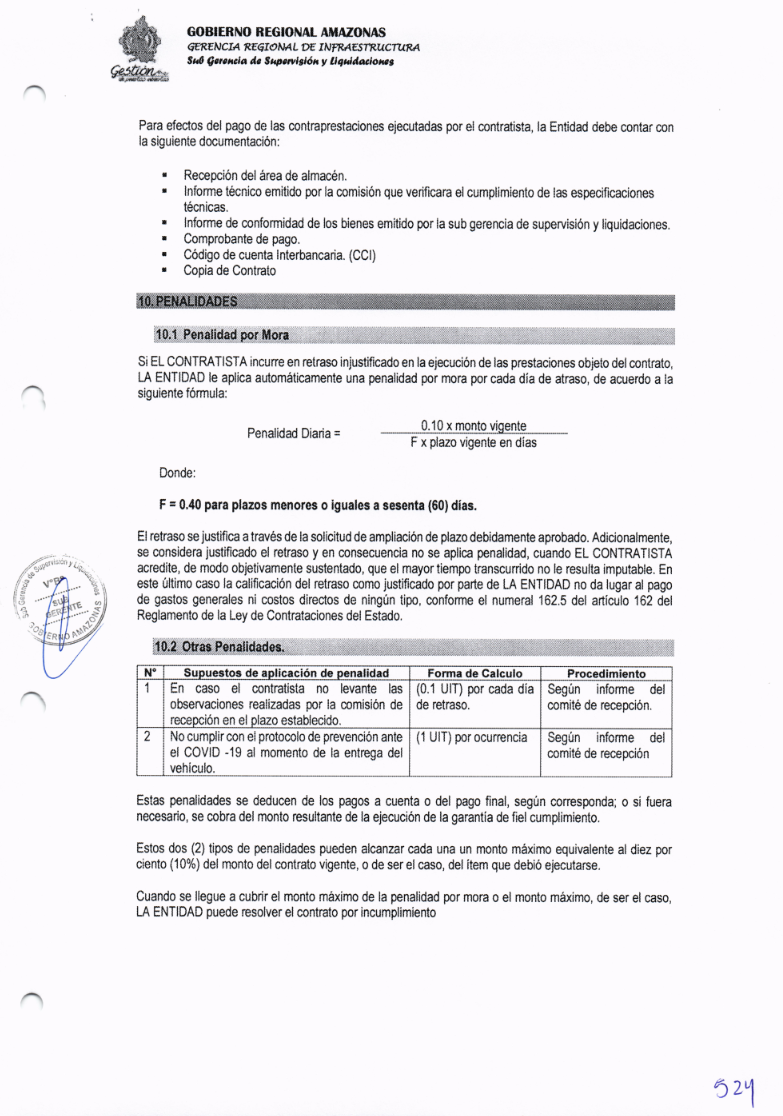 GOBIERNO REGIONAL AMAZONAS
GERENCIA REGIONAL DE INFRAESTRUCTURA
Sub Gerencia de Supervisión y Liquidaciones
Gestión
Para efectos del pago de las contraprestaciones ejecutadas por el contratista, la Entidad debe contar con
la siguiente documentación:
▪ Recepción del área de almacén.
▪ Informe técnico emitido por la comisión que verificara el cumplimiento de las especificaciones
técnicas.
▪ Informe de conformidad de los bienes emitido por la sub gerencia de supervisión y liquidaciones.
▪ Comprobante de pago.
▪ Código de cuenta Interbancaria. (CCI)
▪ Copia de Contrato
10. PENALIDADES
10.1 Penalidad por Mora
Si EL CONTRATISTA incurre en retraso injustificado en la ejecución de las prestaciones objeto del contrato,
LA ENTIDAD le aplica automáticamente una penalidad por mora por cada día de atraso, de acuerdo a la
siguiente fórmula:
0.10 x monto vigente
Penalidad Diaria =
F x plazo vigente en días
Donde:
F = 0.40 para plazos menores o iguales a sesenta (60) días.
El retraso se justifica a través de la solicitud de ampliación de plazo debidamente aprobado. Adicionalmente,
se considera justificado el retraso y en consecuencia no se aplica penalidad, cuando EL CONTRATISTA
acredite, de modo objetivamente sustentado, que el mayor tiempo transcurrido no le resulta imputable. En
este último caso la calificación del retraso como justificado por parte de LA ENTIDAD no da lugar al pago
de gastos generales ni costos directos de ningún tipo, conforme el numeral 162.5 del artículo 162 del
Reglamento de la Ley de Contrataciones del Estado.
Sub Gerencia de Supervisión y Liquidaciones
V°B°
SUB
GERENTE
GOBIERNO AMAZONAS
10.2 Otras Penalidades.
N° Supuestos de aplicación de penalidad Forma de Calculo Procedimiento
1 En caso el contratista no levante las (0.1 UIT) por cada día Según informe del
observaciones realizadas por la comisión de de retraso. comité de recepción.
recepción en el plazo establecido.
2 No cumplir con el protocolo de prevención ante (1 UIT) por ocurrencia Según informe del
el COVID -19 al momento de la entrega del comité de recepción
vehículo.
Estas penalidades se deducen de los pagos a cuenta o del pago final, según corresponda; o si fuera
necesario, se cobra del monto resultante de la ejecución de la garantía de fiel cumplimiento.
Estos dos (2) tipos de penalidades pueden alcanzar cada una un monto máximo equivalente al diez por
ciento (10%) del monto del contrato vigente, o de ser el caso, del ítem que debió ejecutarse.
Cuando se llegue a cubrir el monto máximo de la penalidad por mora o el monto máximo, de ser el caso,
LA ENTIDAD puede resolver el contrato por incumplimiento
524